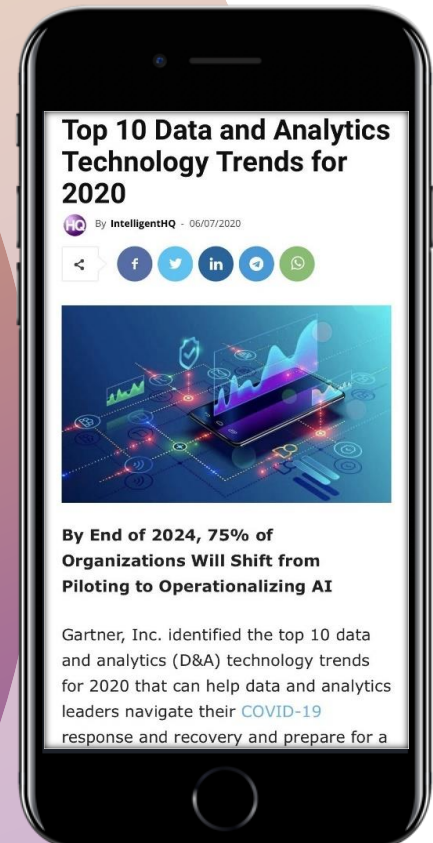 Top 10 Data and Analytics
Technology Trends for
2020
HQ By IntelligentHQ - 06/07/2020
f in
By End of 2024, 75% of
Organizations Will Shift from
Piloting to Operationalizing AI
Gartner, Inc. identified the top 10 data
and analytics (D&A) technology trends
for 2020 that can help data and analytics
leaders navigate their COVID-19
response and recovery and prepare for a